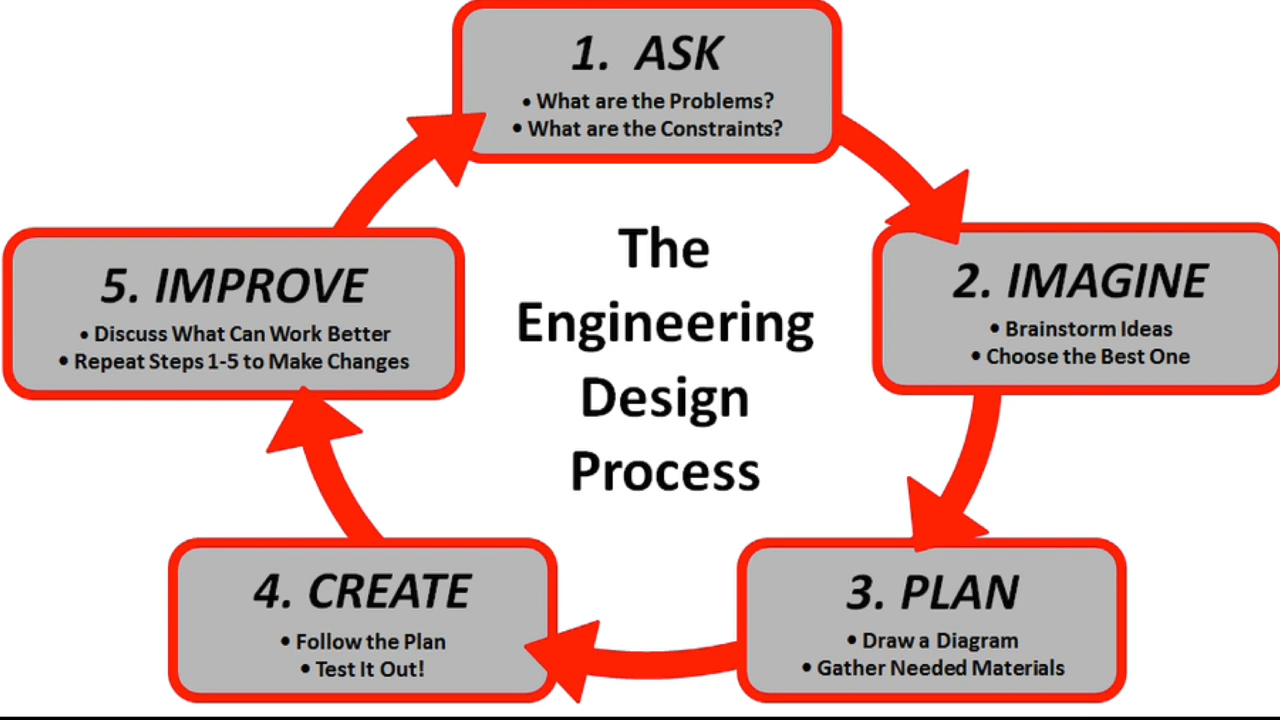 1. ASK
• What are the Problems?
• What are the Constraints?
The
Engineering
Design
Process
2. IMAGINE
• Brainstorm Ideas
• Choose the Best One
3. PLAN
• Draw a Diagram
• Gather Needed Materials
4. CREATE
• Follow the Plan
• Test It Out!
5. IMPROVE
• Discuss What Can Work Better
• Repeat Steps 1-5 to Make Changes